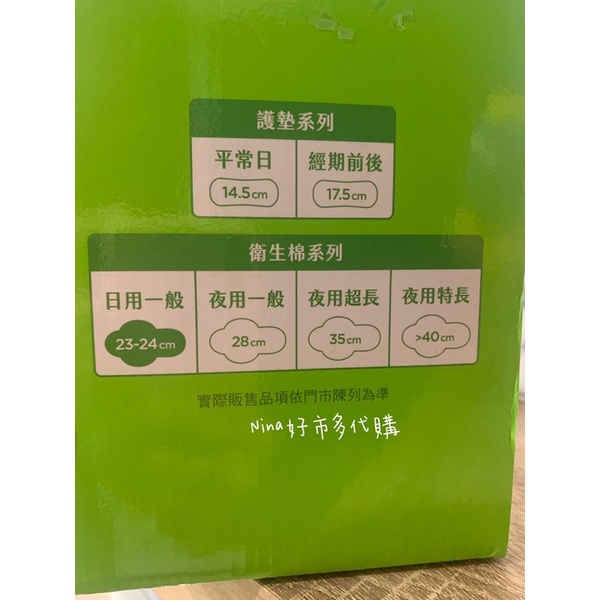 護墊系列
平常日 經期前後
14.5cm 17.5cm
衛生棉系列
日用一般 夜用一般 夜用超長 夜用特長
23-24cm 28cm 35cm >40cm
實際販售品項依門市陳列為準
Nina好市多代購